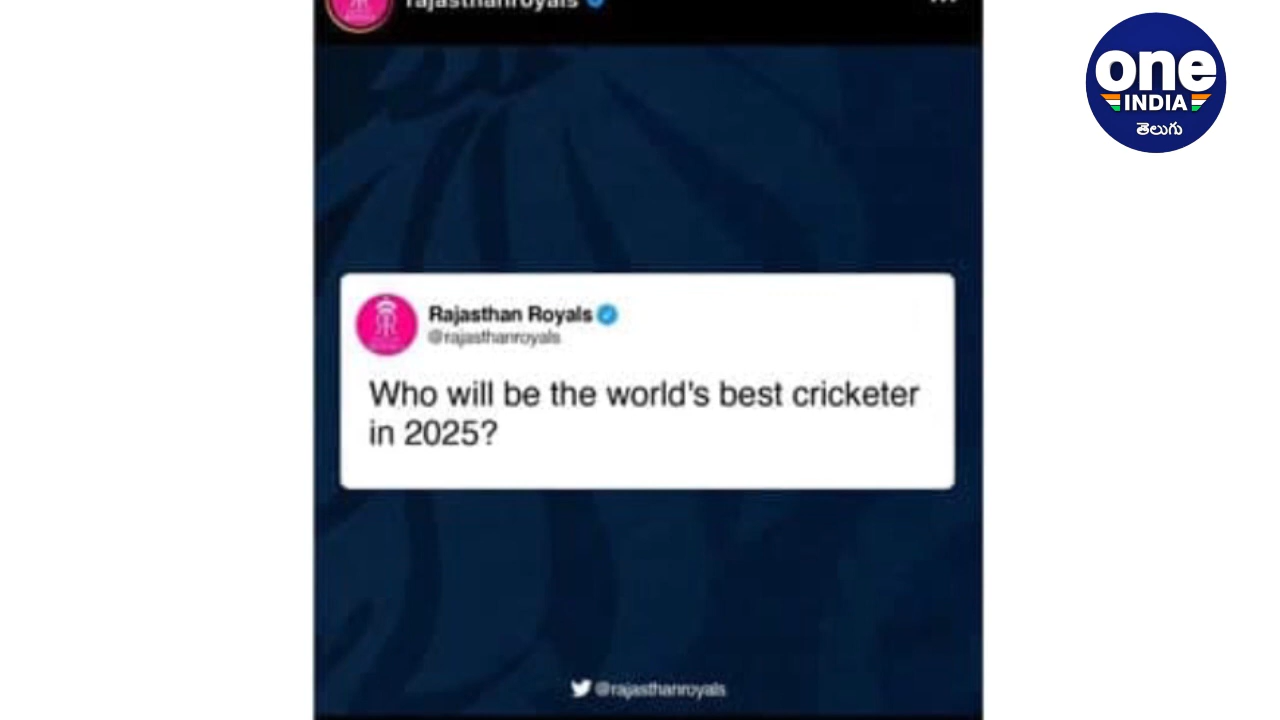 rajasthanroyals
one
INDIA
తెలుగు
Rajasthan Royals
@rajasthanroyals
Who will be the world's best cricketer
in 2025?
@rajasthanroyals